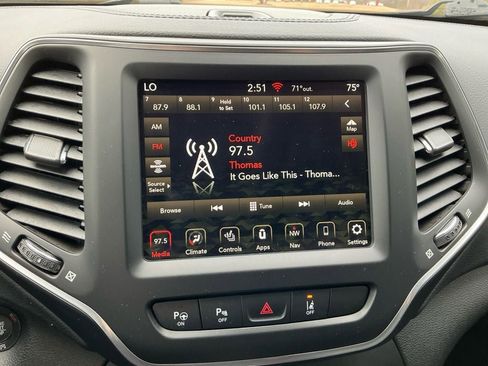 LO 2:51 71°out. 75°
7 8 9 10 11 12
87.9 88.1 Hold to Set 101.1 105.1 107.9
AM
Map
Country
FM
97.5
Thomas
It Goes Like This - Thoma...
Source
Select
Browse Tune Audio
97.5 NW
Media Climate Controls Apps Nav Phone Settings
P ON P OFF OFF